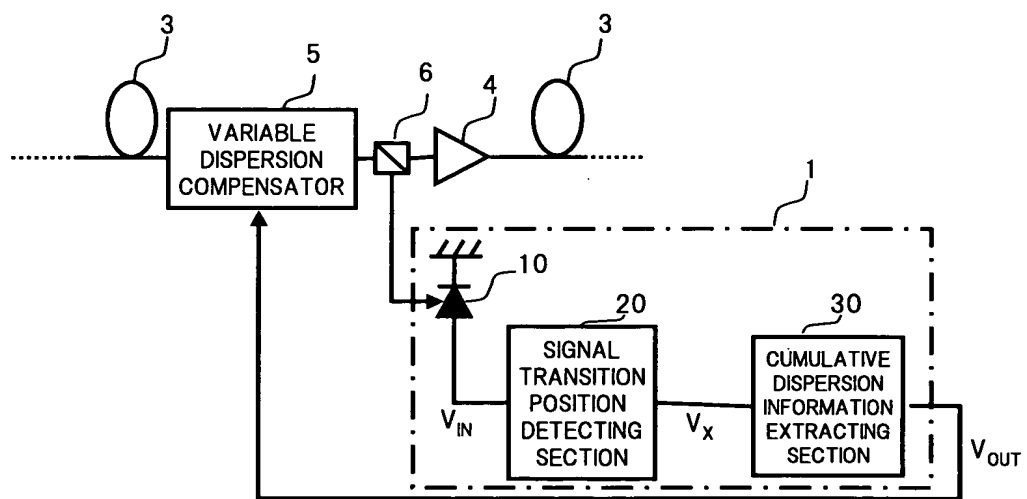 3
5
6
4
3
VARIABLE
DISPERSION
COMPENSATOR
1
10
20
30
SIGNAL
TRANSITION
POSITION
DETECTING
SECTION
CUMULATIVE
DISPERSION
INFORMATION
EXTRACTING
SECTION
VIN
VX
VOUT